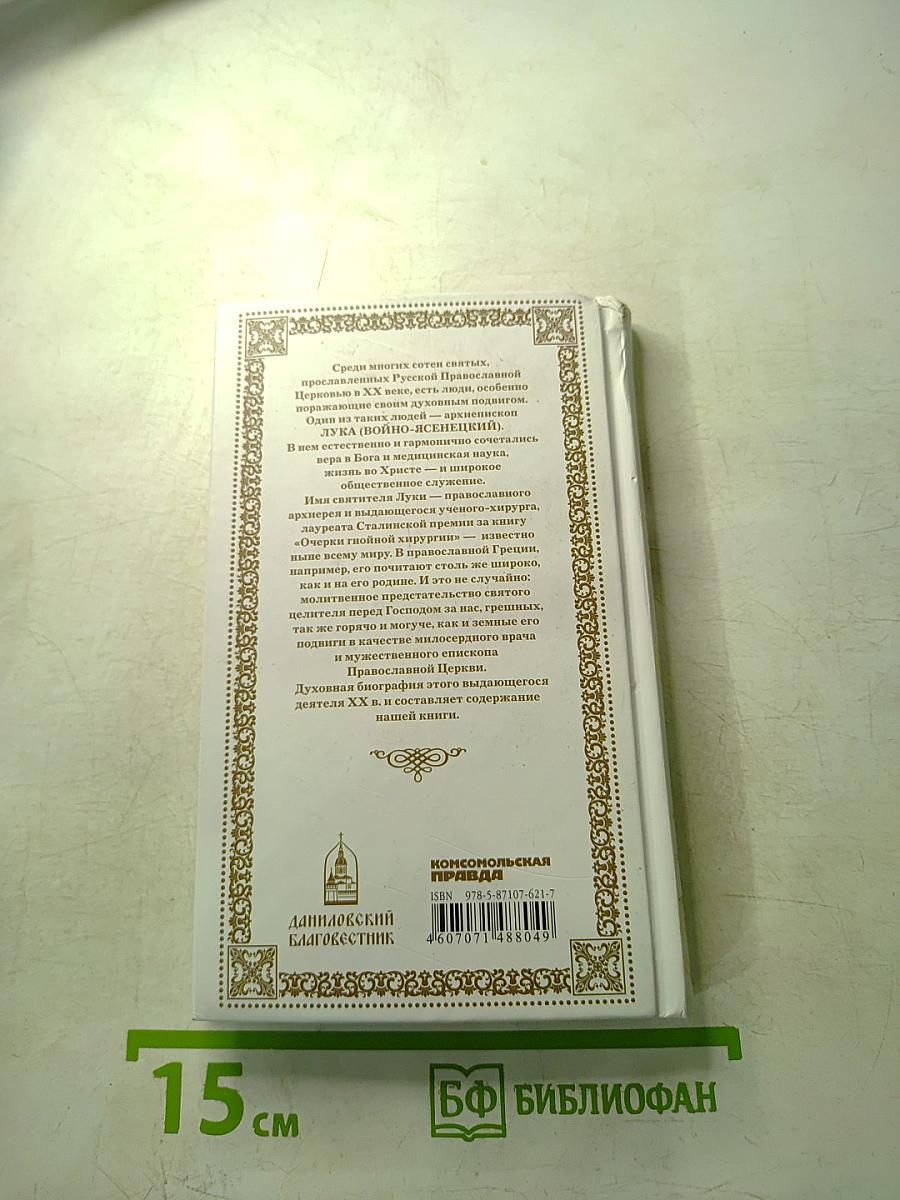 Среди многих сотен святых,
прославленных Русской Православной
Церковью в XX веке, есть люди, особенно
поражающие своим духовным подвигом.
Один из таких людей — архиепископ
ЛУКА (ВОЙНО-ЯСЕНЕЦКИЙ).
В нем естественно и гармонично сочетались
вера в Бога и медицинская наука,
жизнь во Христе — и широкое
общественное служение.
Имя святителя Луки — православного
архиерея и выдающегося ученого-хирурга,
лауреата Сталинской премии за книгу
«Очерки гнойной хирургии» — известно
ныне всему миру. В православной Греции,
например, его почитают столь же широко,
как и на его родине. И это не случайно:
молитвенное предстательство святого
целителя перед Господом за нас, грешных,
так же горячо и могуче, как и земные его
подвиги в качестве милосердного врача
и мужественного епископа
Православной Церкви.
Духовная биография этого выдающегося
деятеля XX в. и составляет содержание
нашей книги.
ДАНИЛОВСКИЙ
БЛАГОВЕСТНИК
КОМСОМОЛЬСКАЯ
ПРАВДА
ISBN 978-5-87107-621-7
4607071 488049
15 см
БФ БИБЛИОФАН